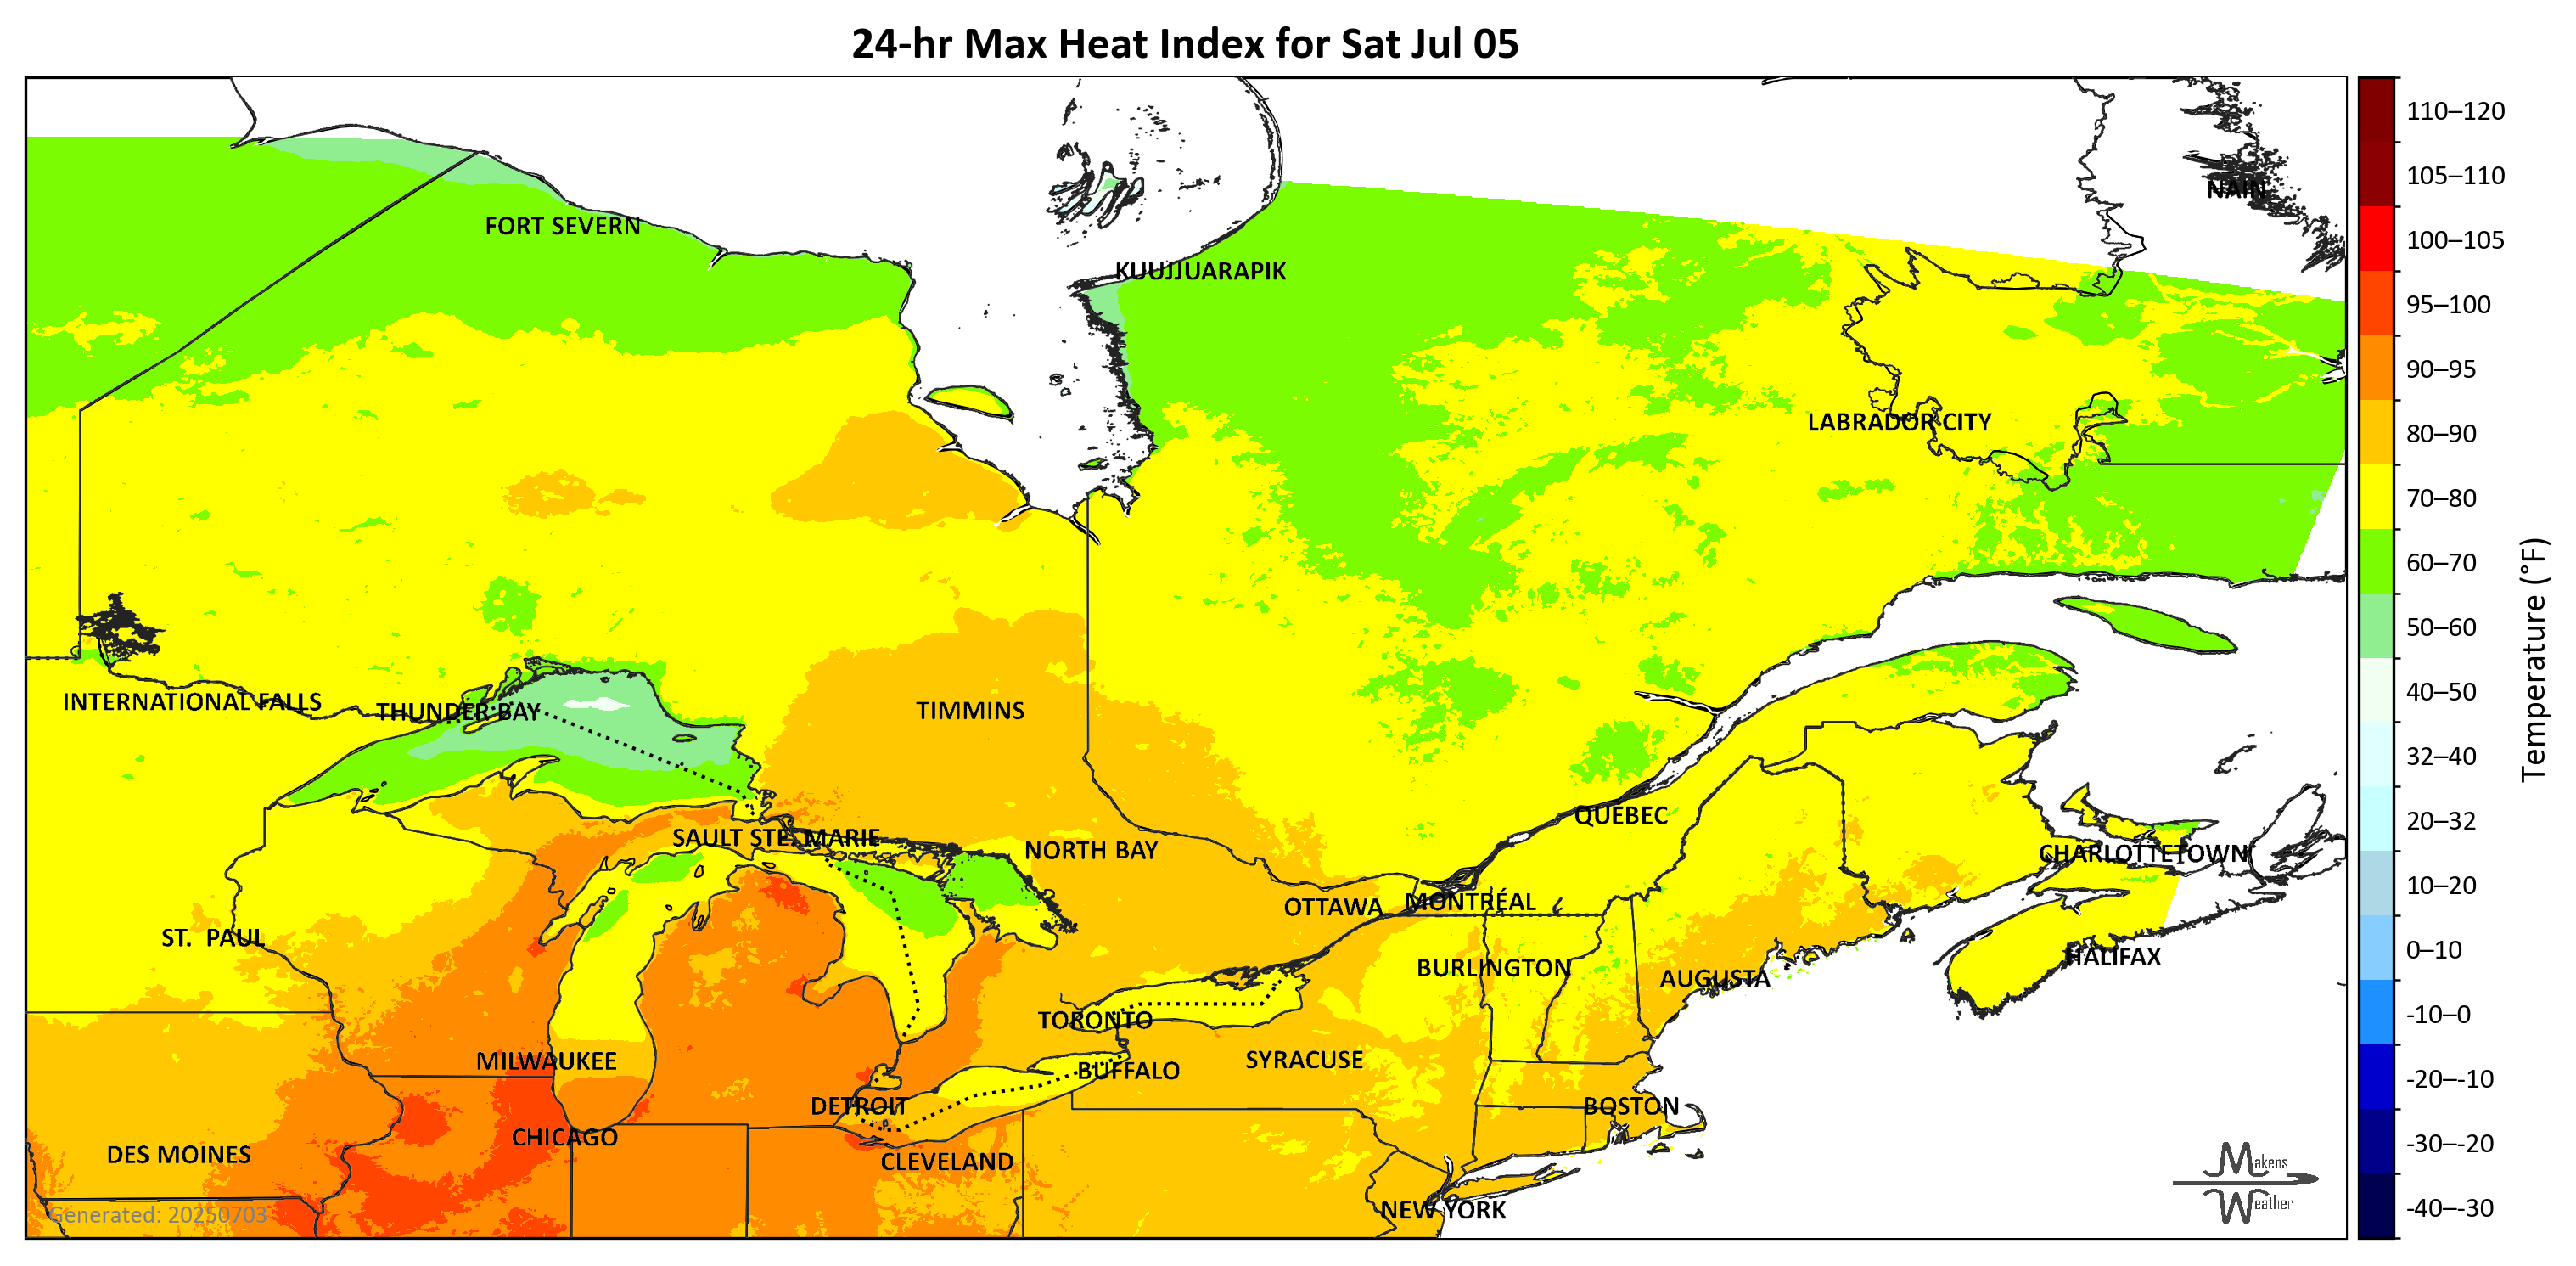 24-hr Max Heat Index for Sat Jul 05
110–120
105–110
NAIN
FORT SEVERN
100–105
KUUJJUARAPIK
95–100
90–95
LABRADOR CITY
80–90
70–80
60–70
50–60
Temperature (°F)
40–50
INTERNATIONAL FALLS
THUNDER BAY
TIMMINS
32–40
QUÉBEC
20–32
SAULT STE. MARIE
NORTH BAY
CHARLOTTETOWN
10–20
OTTAWA
MONTRÉAL
ST. PAUL
0–10
HALIFAX
BURLINGTON
AUGUSTA
-10–0
TORONTO
MILWAUKEE
SYRACUSE
BUFFALO
-20–-10
DETROIT
BOSTON
CHICAGO
-30–-20
DES MOINES
CLEVELAND
Makens
Weather
-40–-30
NEW YORK
Generated: 20250703